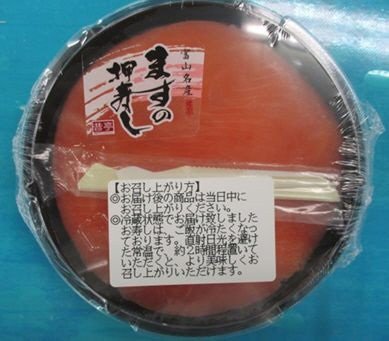 富山名産
ますの
押寿し
【お召し上がり方】
◎お届け後の商品は当日中に
お召し上がりください。
◎冷蔵状態でお届け致しました
お寿しは、ご飯が冷たくなっ
ております。直射日光を避け
た常温で、約2時間程置いて
いただくと、より美味しくお
召し上がりいただけます。